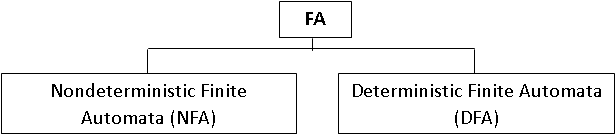 FA
Nondeterministic Finite
Automata (NFA)
Deterministic Finite Automata
(DFA)